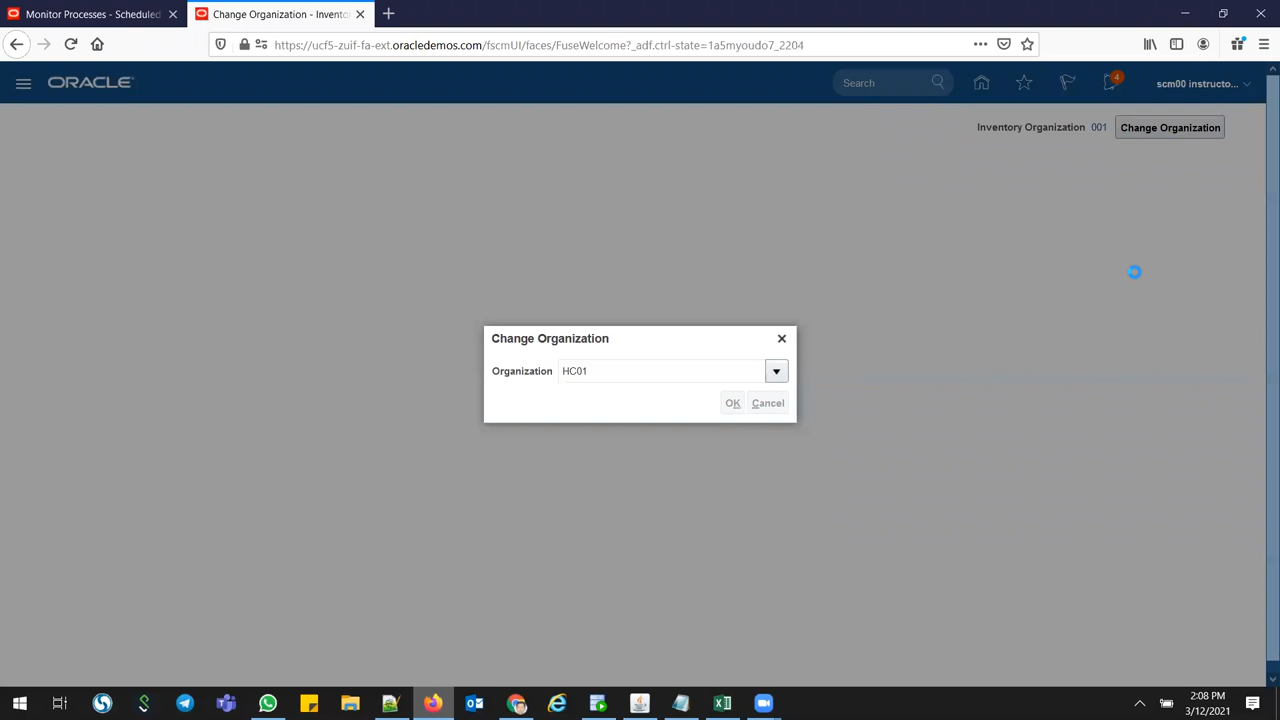 Monitor Processes - Scheduled
Change Organization - Invento
https://ucf5-zuif-fa-ext.oracledemos.com/fscmUI/faces/FuseWelcome?_adf.ctrl-state=1a5myoudo7_2204
ORACLE
Search
4
scm00 instructo...
Inventory Organization 001 Change Organization
Change Organization
Organization HC01
OK Cancel
2:08 PM
3/12/2021